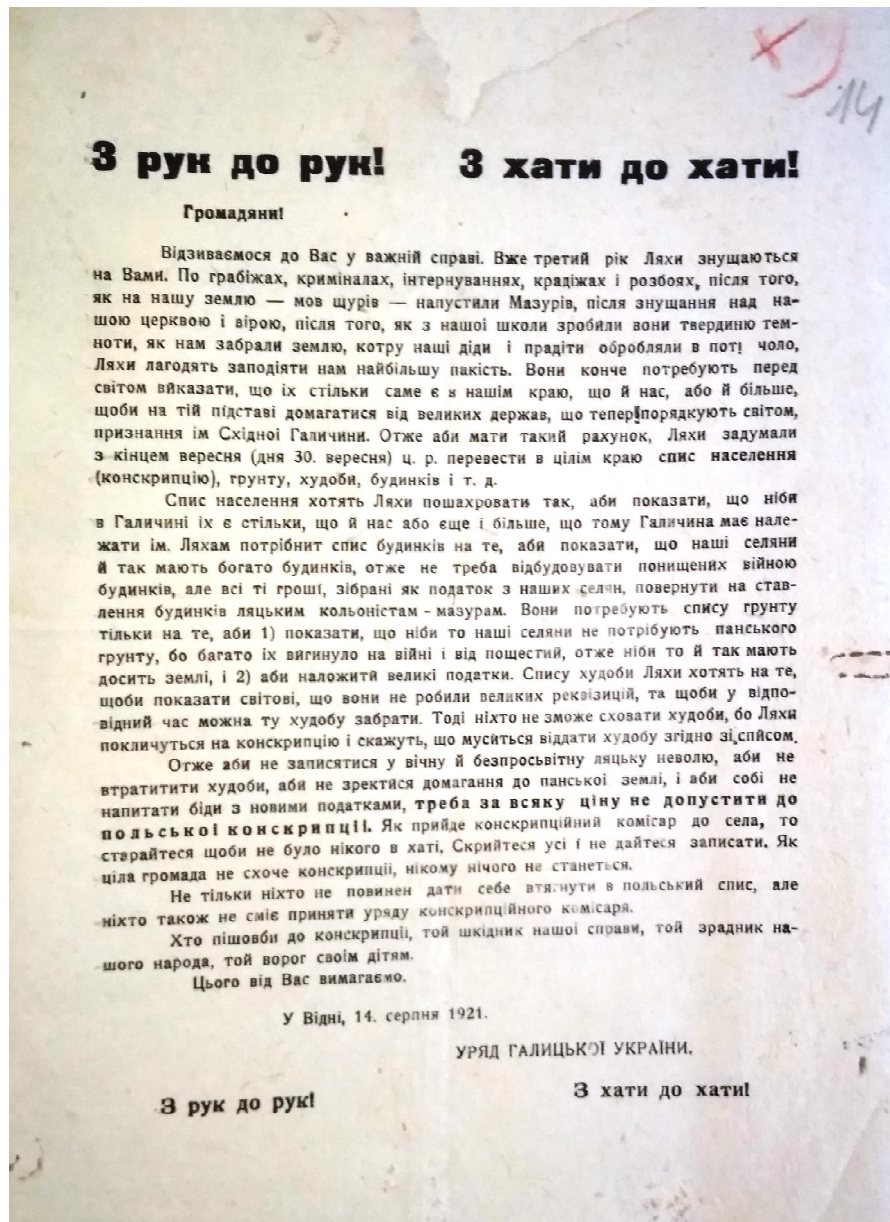 14
З рук до рук! З хати до хати!
Громадяни!
Відзиваємося до Вас у важній справі. Вже третий рік Ляхи знущаються
на Вами. По грабіжах, криміналах, інтернуваннях, крадіжах і розбоях, після того,
як на нашу землю — мов щурів — напустили Мазурів, після знущання над на-
шою церквою і вірою, після того, як з нашої школи зробили вони твердиню тем-
ноти, як нам забрали землю, котру нащі діди і прадіти обробляли в поті чоло,
Ляхи лагодять заподіяти нам найбільшу пакість. Вони конче потребують перед
світом виказати, що іх стільки саме є в нашім краю, що й нас, або й більше,
щоби на тій підставі домагатися від великих держав, що тепер порядкують світом,
признання ім Східної Галичини. Отже аби мати такий рахунок, Ляхи задумали
з кінцем вересня (дня 30. вересня) ц. р. перевести в цілім краю спис населення
(конскрипцію), грунту, худоби, будинків і т. д.
Спис населення хотять Ляхи пошахровати так, аби показати, що ніби
в Галичині іх є стільки, що й нас або еще і більше, що тому Галичина має нале-
жати ім. Ляхам потрібнит спис будинків на те, аби показати, що наші селяни
й так мають богато будинків, отже не треба відбудовувати понищених війною
будинків, але всі ті гроші, зібрані як податок з наших селян, повернути на став-
лення будинків ляцьким кольоністам - мазурам. Вони потребують спису грунту
тільки на те, аби 1) показати, що ніби то наші селяни не потрібують панського
грунту, бо багато іх вигинуло на війні і від пощестий, отже ніби то й так мають
досить землі, і 2) аби наложити великі податки. Спису худоби Ляхи хотять на те,
щоби показати світові, що вони не робили великих реквізицій, та щоби у відпо-
відний час можна ту худобу забрати. Тоді ніхто не зможе сховати худоби, бо Ляхи
покличуться на конскрипцію і скажуть, що муситься віддати худобу згідно зі списом.
Отже аби не записятися у вічну й безпросьвітну ляцьку неволю, аби не
втратитити худоби, аби не зректися домагання до панської землі, і аби собі не
напитати біди з новими податками, треба за всяку ціну не допустити до
польської конскрипції. Як прийде конскрипційний комісар до села, то
старайтеся щоби не було нікого в хаті. Скрийтеся усі і не дайтеся записати. Як
ціла громада не схоче конскрипції, нікому нічого не станеться.
Не тільки ніхто не повинен дати себе втягнути в польський спис, але
ніхто також не сміє приняти уряду конскрипційного комісаря.
Хто пішовби до конскрипції, той шкідник нашої справи, той зрадник на-
шого народа, той ворог своїм дітям.
Цього від Вас вимагаємо.
У Відні, 14. серпня 1921.
УРЯД ГАЛИЦЬКОЇ УКРАЇНИ.
З рук до рук! З хати до хати!